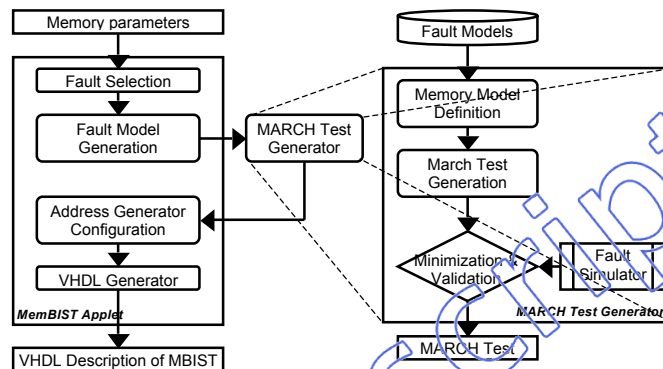 Memory parameters
Fault Selection
Fault Model
Generation
Address Generator
Configuration
VHDL Generator
MemBIST Applet
VHDL Description of MBIST
MARCH Test
Generator
Fault Models
Memory Model
Definition
March Test
Generation
Minimization &
Validation
Fault
Simulator
MARCH Test Generator
MARCH Test
cript